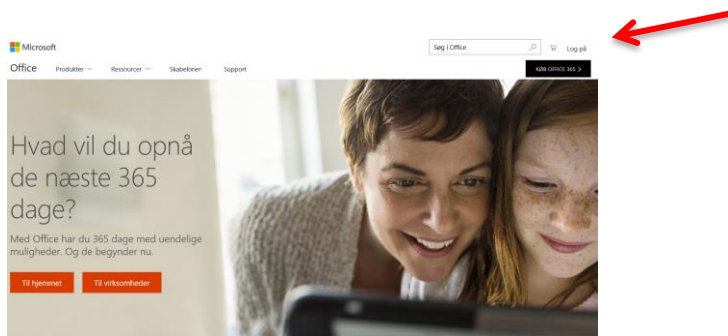 Microsoft
Søg i Office
Log på
Office
Produkter
Ressourcer
Skabeloner
Support
KØB OFFICE 365 >
Hvad vil du opnå
de næste 365
dage?
Med Office har du 365 dage med uendelige
muligheder. Og de begynder nu.
Til hjemmet
Til virksomheder